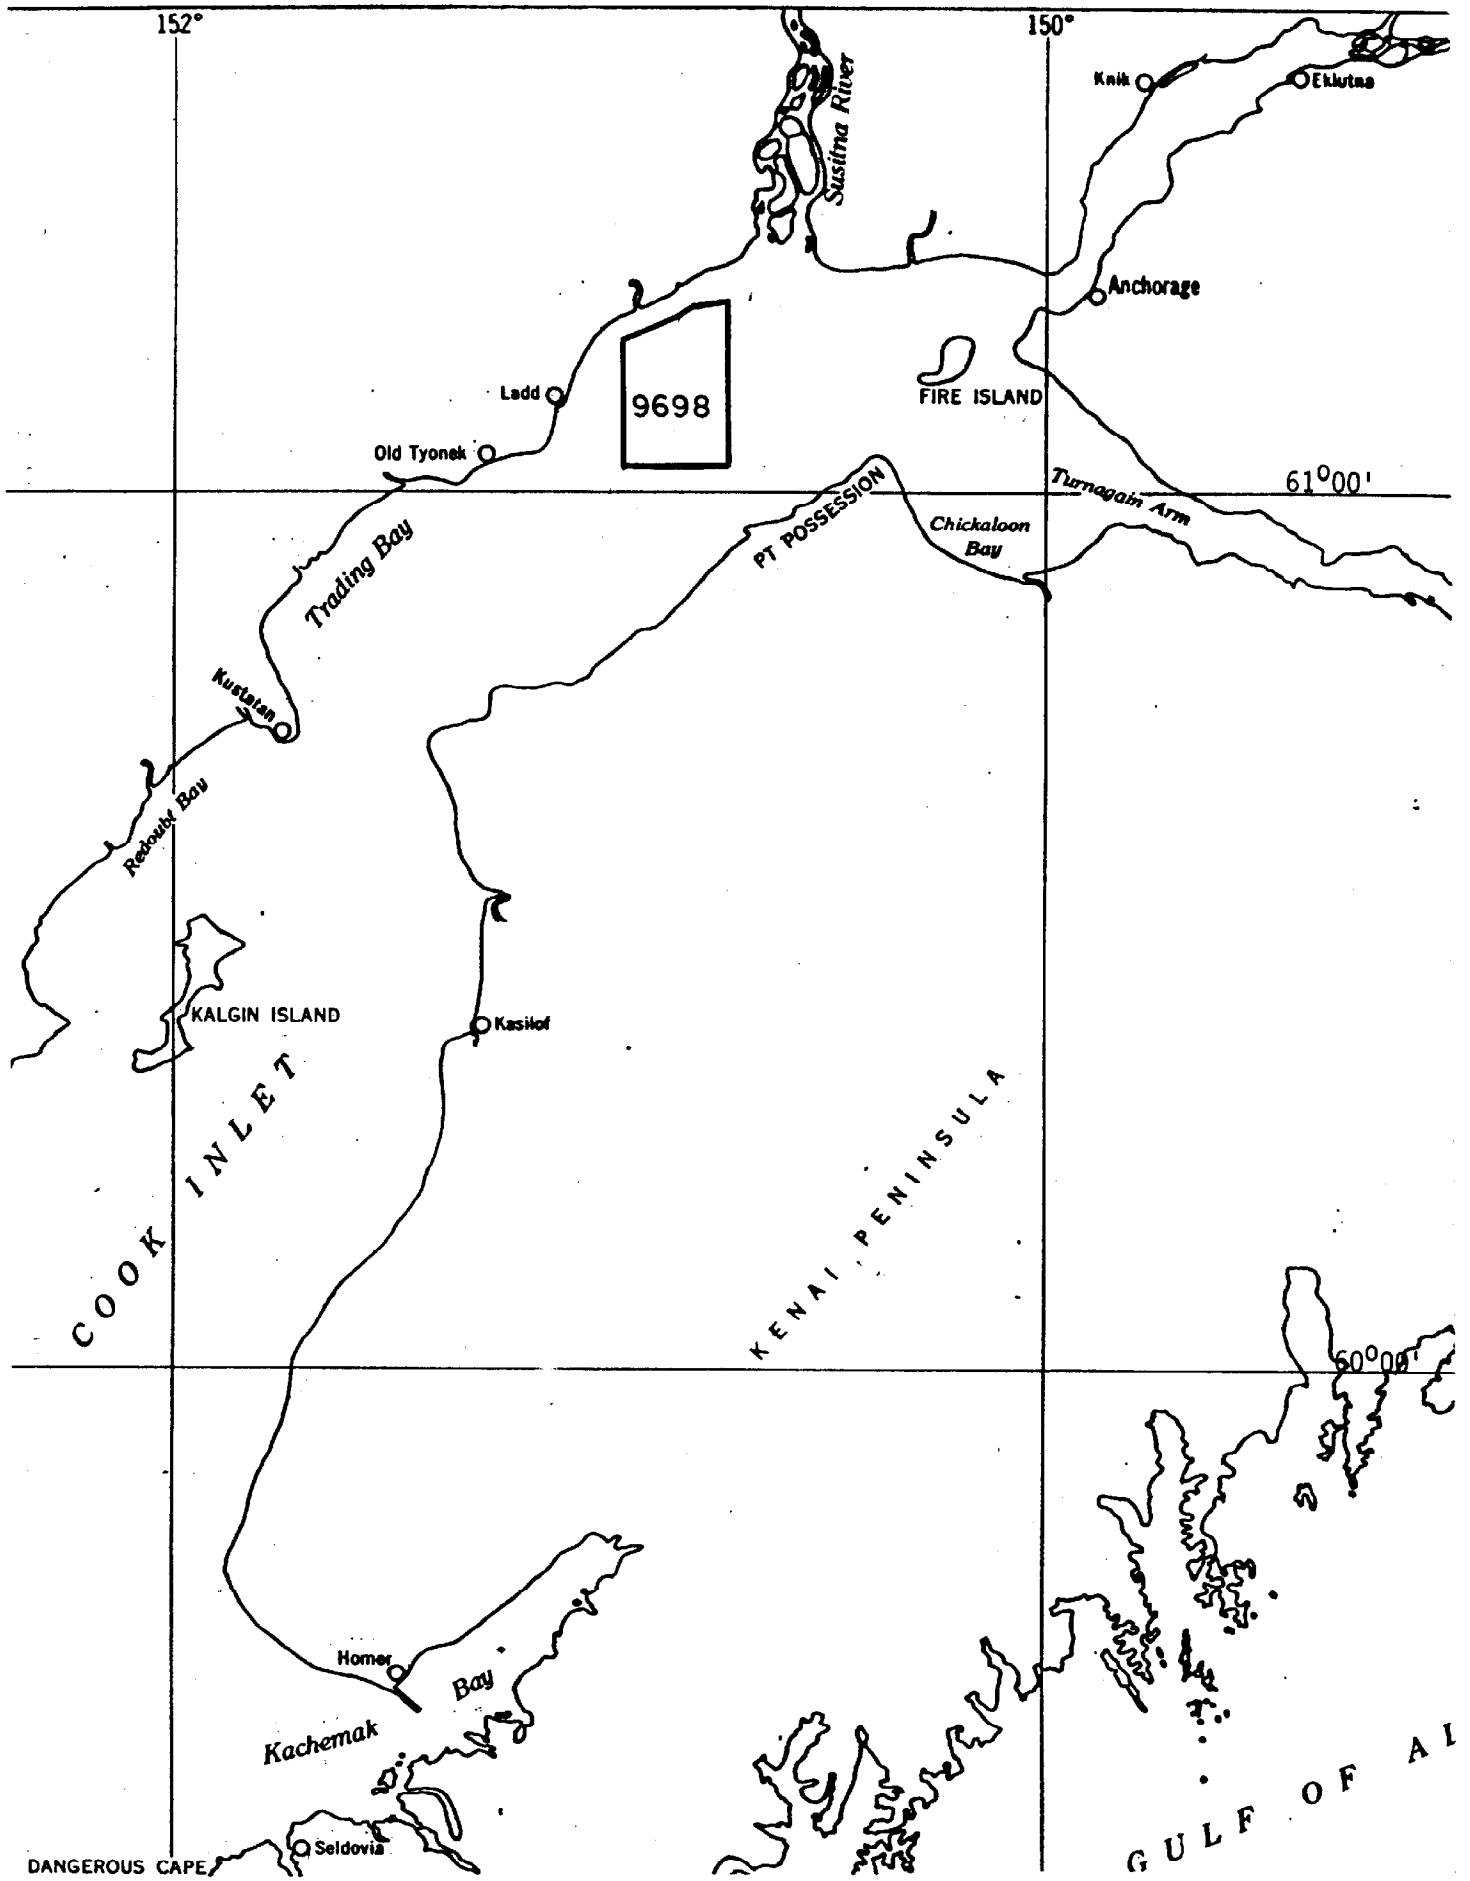 152°
150°
Susitna River
Knik
Eklutna
Anchorage
Ladd
9698
FIRE ISLAND
Old Tyonek
61°00'
Turnagain Arm
PT POSSESSION
Chickaloon
Bay
Trading Bay
Kustatan
Redoubt Bay
KALGIN ISLAND
Kasilof
COOK INLET
KENAI PENINSULA
60°00'
Homer
Kachemak
Bay
GULF OF AL
Seldovia
DANGEROUS CAPE